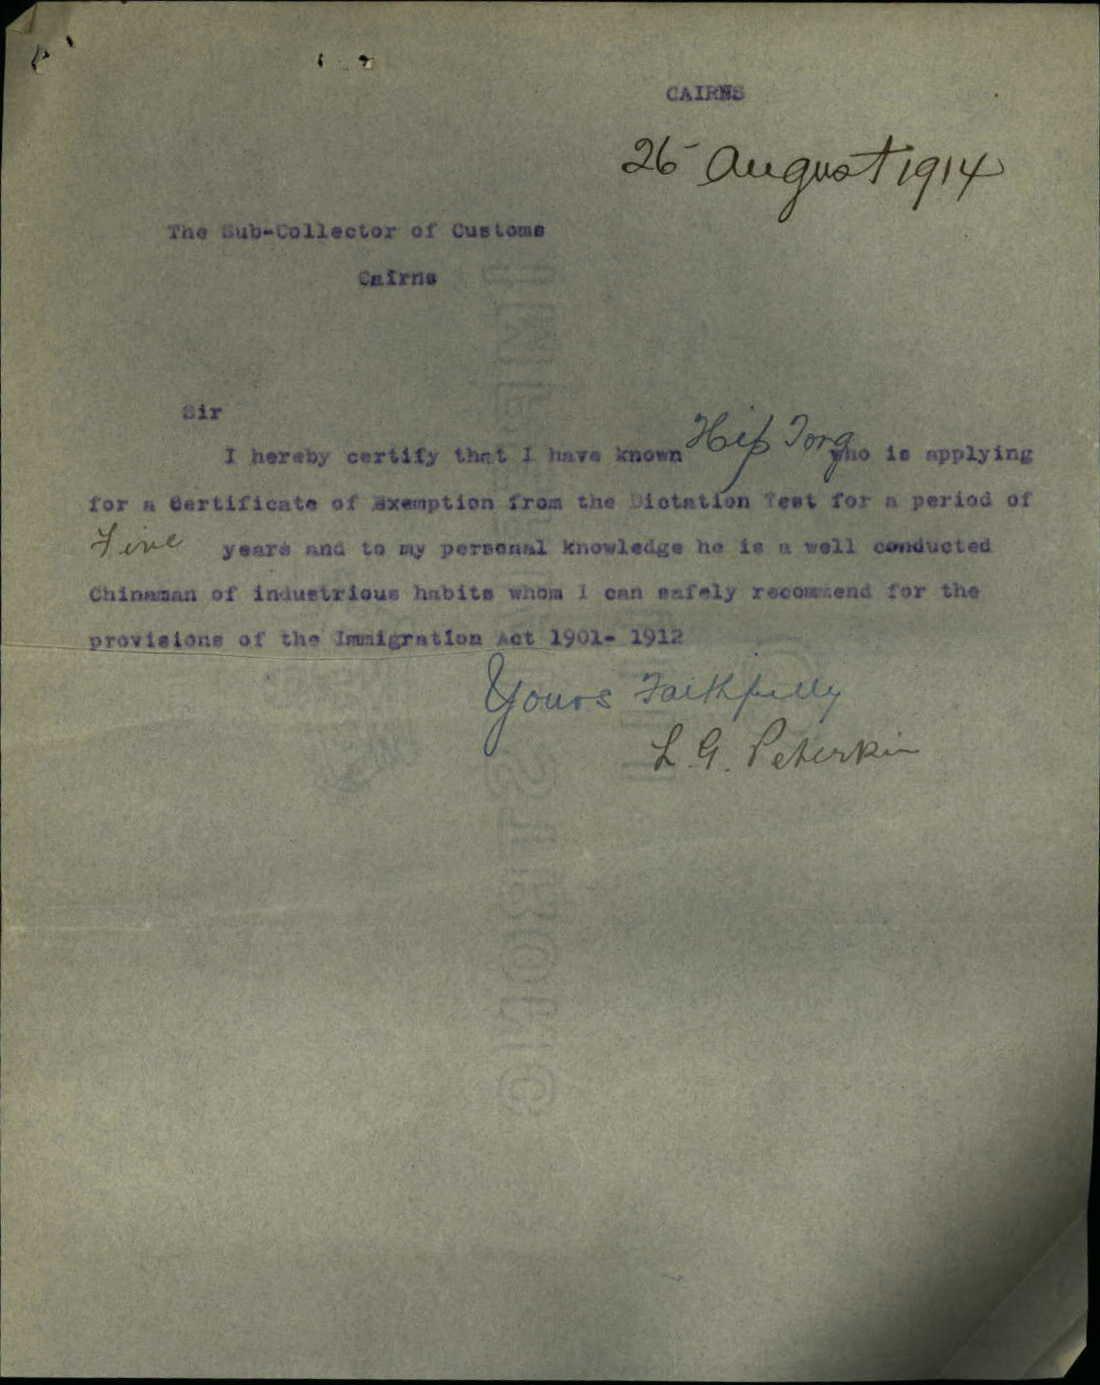 CAIRNS
26 August 1914
The Sub-Collector of Customs
Cairns
Sir
I hereby certify that I have known Hip Torg who is applying
for a Certificate of Exemption from the Dictation Test for a period of
Five years and to my personal knowledge he is a well conducted
Chinaman of industrious habits whom I can safely recommend for the
provisions of the Immigration Act 1901- 1912
Yours Faithfully
L. G. Peterkin